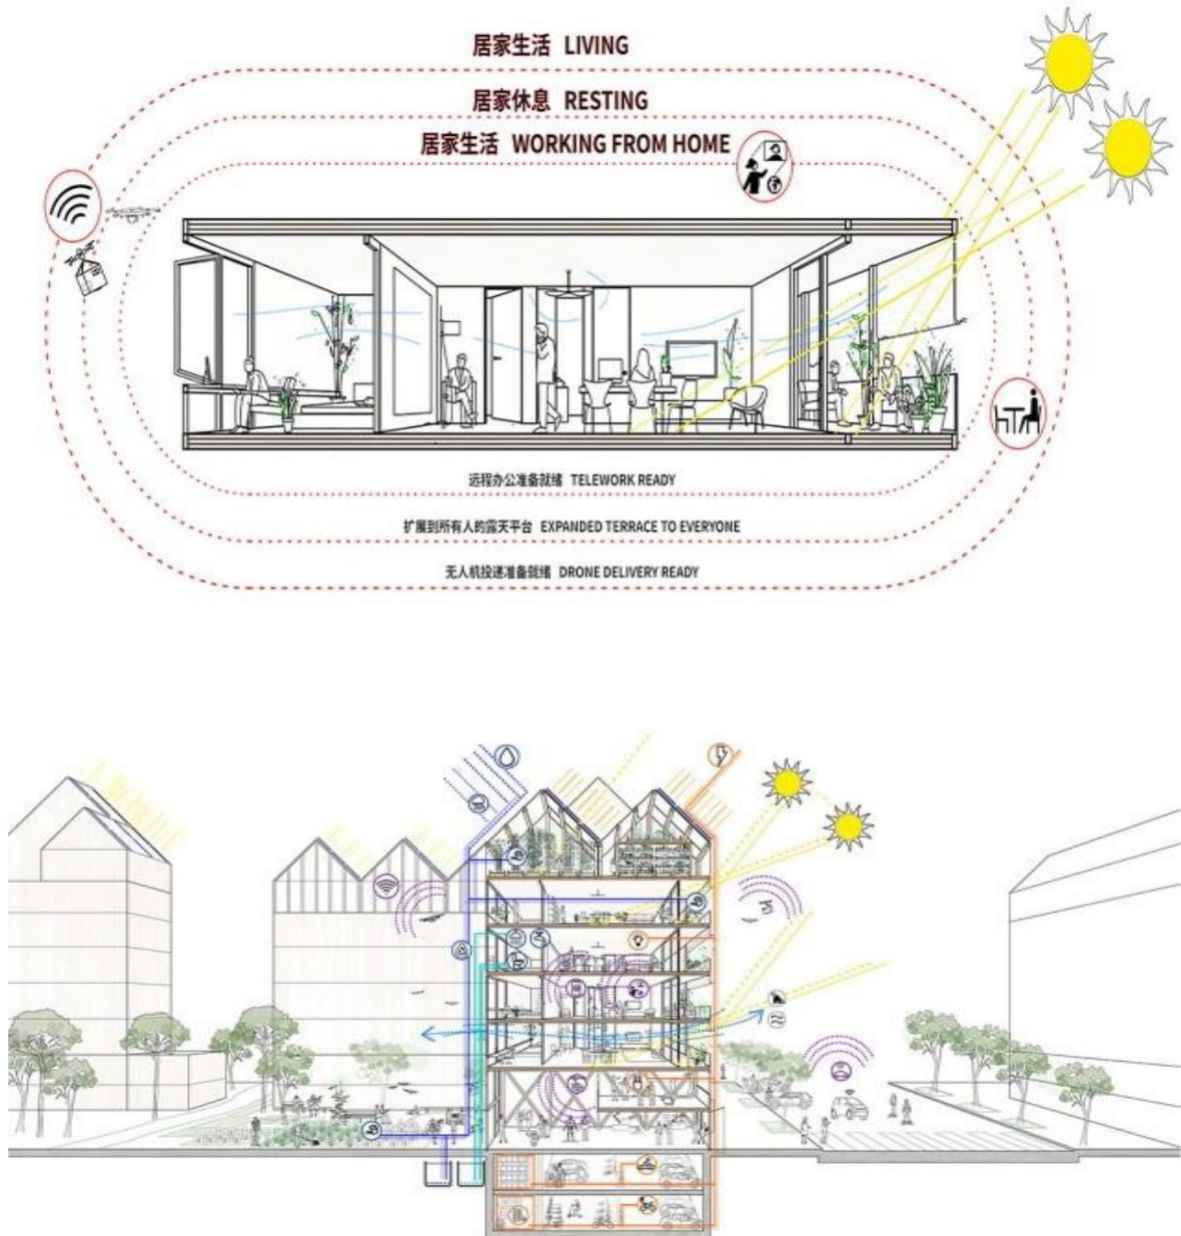 居家生活 LIVING
居家休息 RESTING
居家生活 WORKING FROM HOME
远程办公准备就绪 TELEWORK READY
扩展到所有人的露天平台 EXPANDED TERRACE TO EVERYONE
无人机投递准备就绪 DRONE DELIVERY READY